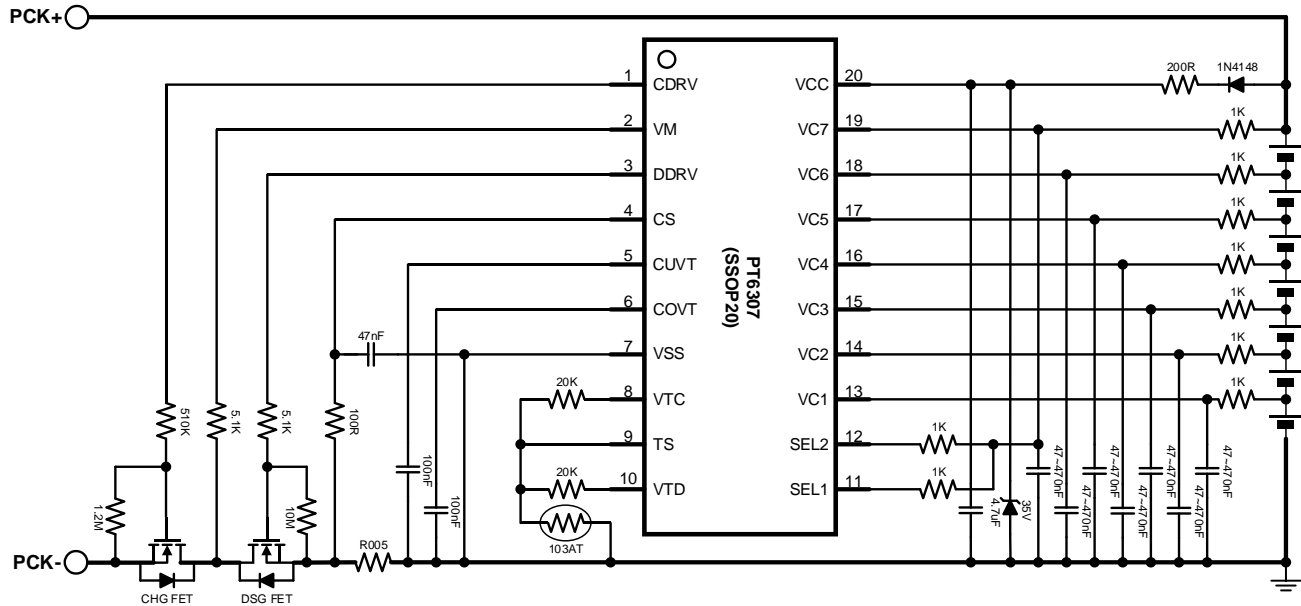 PCK+
200R
1N4148
1 CDRV
VCC 20
1K
2 VM
VC7 19
1K
3 DDRV
VC6 18
1K
4 CS
VC5 17
1K
5 CUVT
VC4 16
1K
6 COVT
VC3 15
1K
47nF
7 VSS
VC2 14
1K
20K
8 VTC
VC1 13
1K
9 TS
SEL2 12
1K
20K
10 VTD
SEL1 11
PT6307
(SSOP20)
510K
5.1K
5.1K
100R
1.2M
10M
100nF
100nF
103AT
4.7uF
35V
47~470nF
47~470nF
47~470nF
47~470nF
47~470nF
47~470nF
47~470nF
PCK-
R005
CHG FET
DSG FET